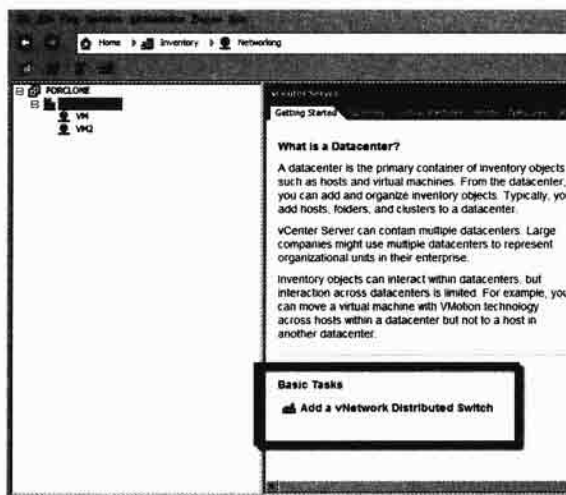 Home Inventory Networking
FORCLONE
VM
VM2
vCenter Server
Getting Started
What is a Datacenter?
A datacenter is the primary container of inventory objects
such as hosts and virtual machines. From the datacenter,
you can add and organize inventory objects. Typically, you
add hosts, folders, and clusters to a datacenter.
vCenter Server can contain multiple datacenters. Large
companies might use multiple datacenters to represent
organizational units in their enterprise.
Inventory objects can interact within datacenters, but
interaction across datacenters is limited. For example, you
can move a virtual machine with VMotion technology
across hosts within a datacenter but not to a host in
another datacenter.
Basic Tasks
Add a vNetwork Distributed Switch